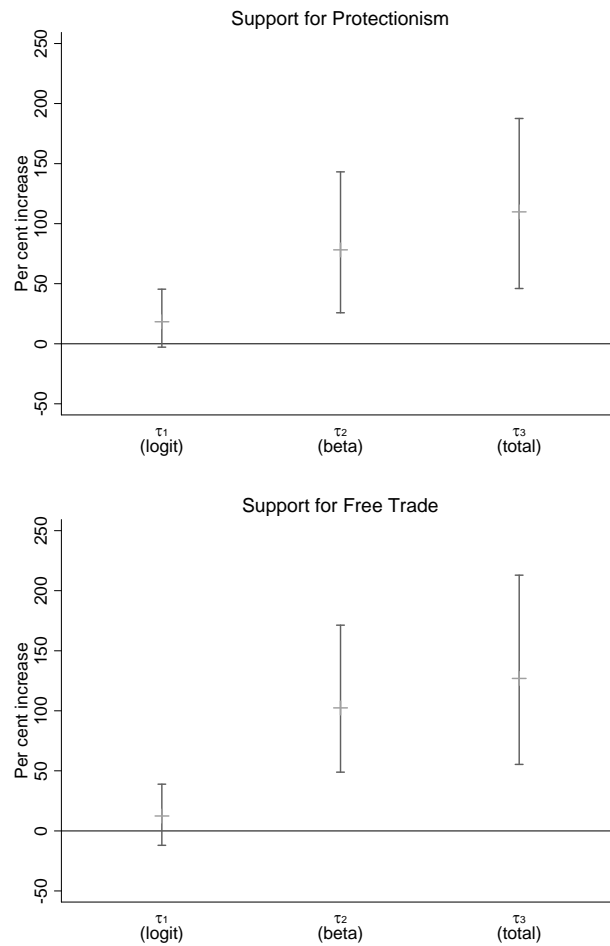 Support for Protectionism
Per cent increase
250
200
150
100
50
0
-50
τ1
(logit)
τ2
(beta)
τ3
(total)
Support for Free Trade
Per cent increase
250
200
150
100
50
0
-50
τ1
(logit)
τ2
(beta)
τ3
(total)